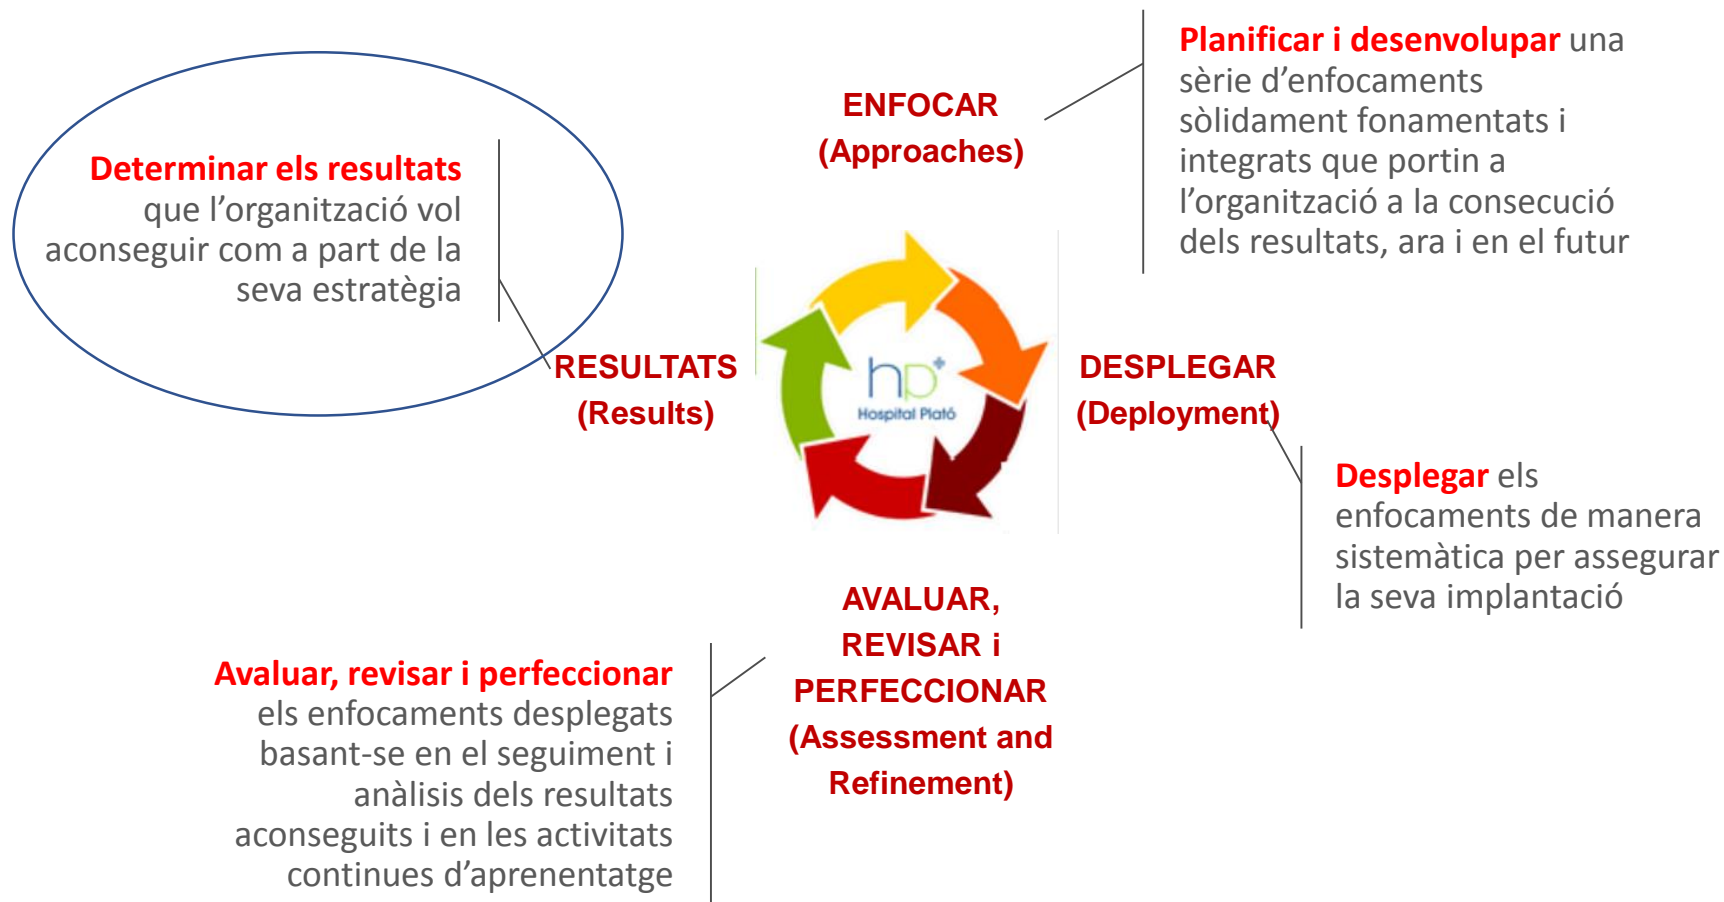 Planificar i desenvolupar una
sèrie d’enfocaments
sòlidament fonamentats i
integrats que portin a
l’organització a la consecució
dels resultats, ara i en el futur
ENFOCAR
(Approaches)
Determinar els resultats
que l’organització vol
aconseguir com a part de la
seva estratègia
RESULTATS
(Results)
hp+
Hospital Plató
DESPLEGAR
(Deployment)
Desplegar els
enfocaments de manera
sistemàtica per assegurar
la seva implantació
AVALUAR,
REVISAR i
PERFECCIONAR
(Assessment and
Refinement)
Avaluar, revisar i perfeccionar
els enfocaments desplegats
basant-se en el seguiment i
anàlisis dels resultats
aconseguits i en les activitats
continues d’aprenentatge